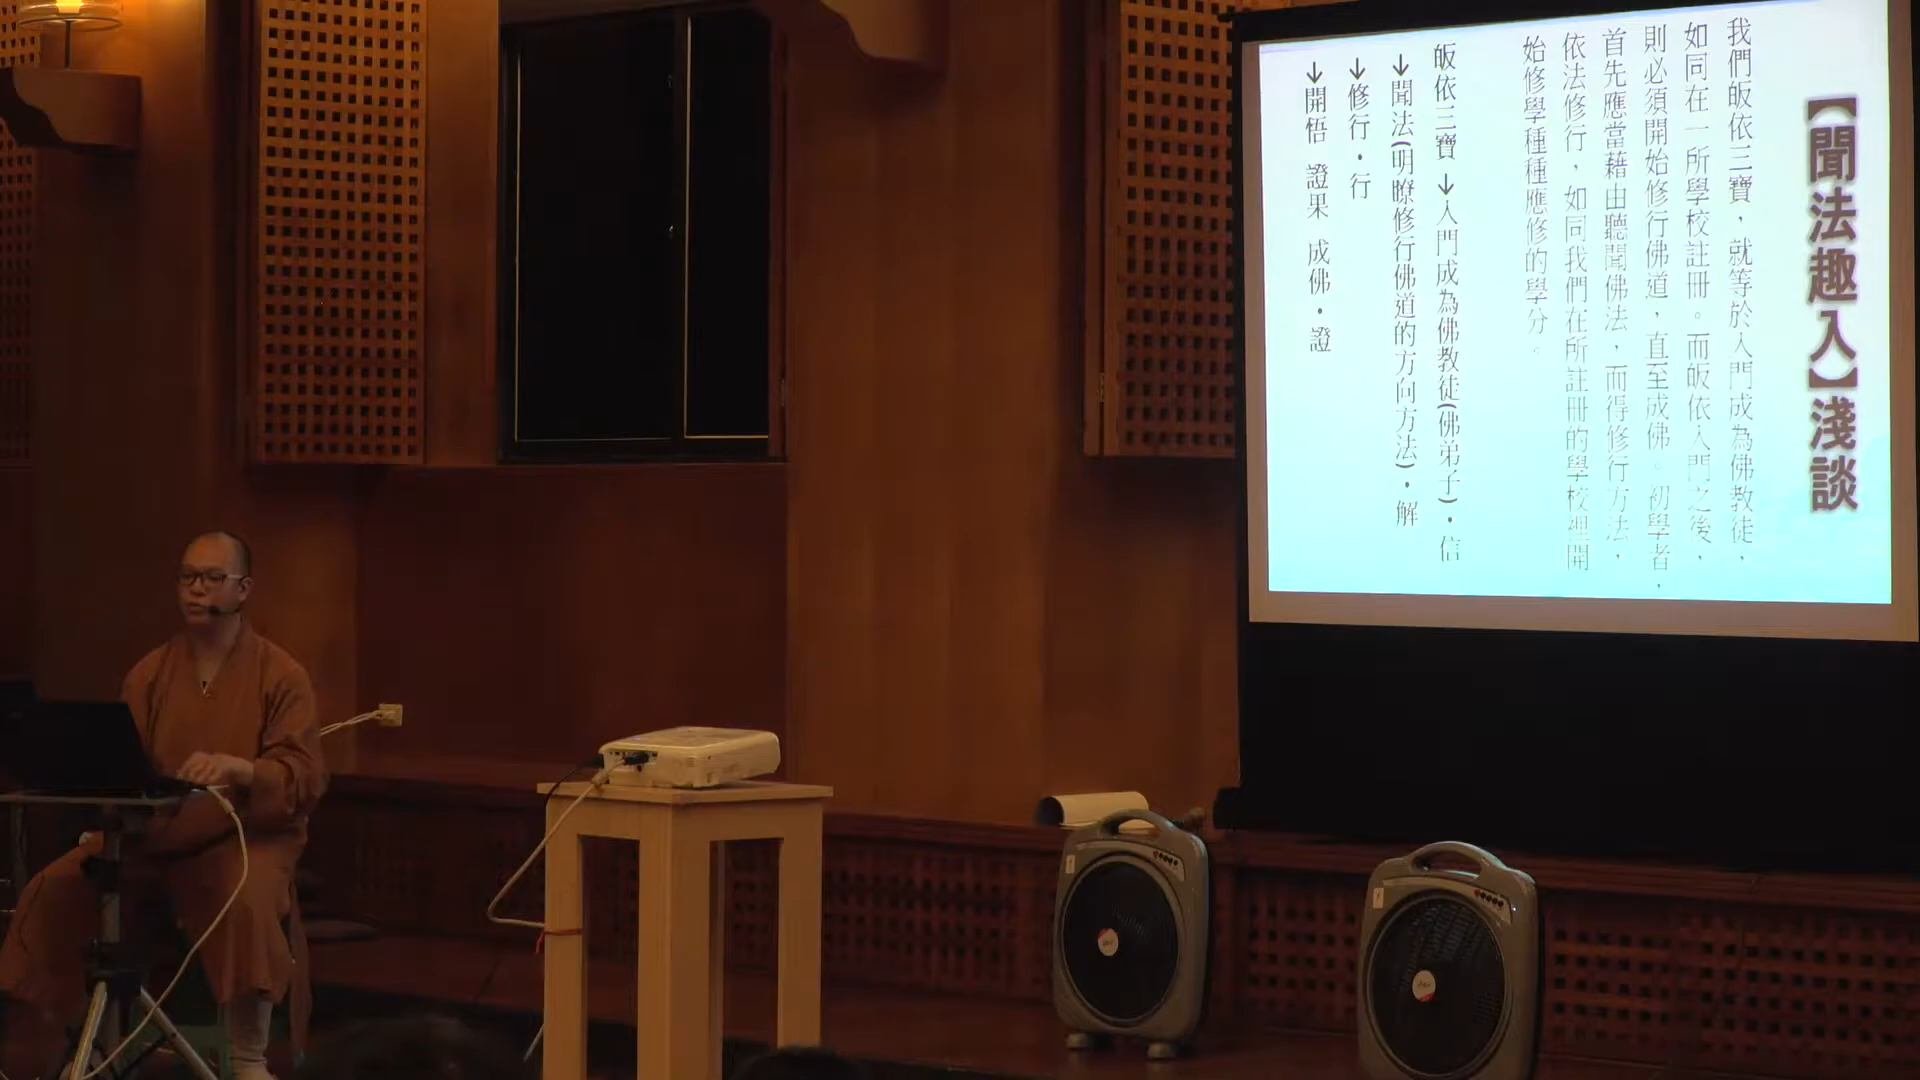 【聞法趣入】淺談
我們皈依三寶，就等於入門成為佛教徒，
如同在一所學校註冊。而皈依入門之後，
則必須開始修行佛道，直至成佛。初學者，
首先應當藉由聽聞佛法，而得修行方法，
依法修行，如同我們在所註冊的學校裡開
始修學種種應修的學分。
皈依三寶↓入門成為佛教徒(佛弟子)・信
↓聞法(明瞭修行佛道的方向方法)・解
↓修行・行
↓開悟 證果 成佛・證